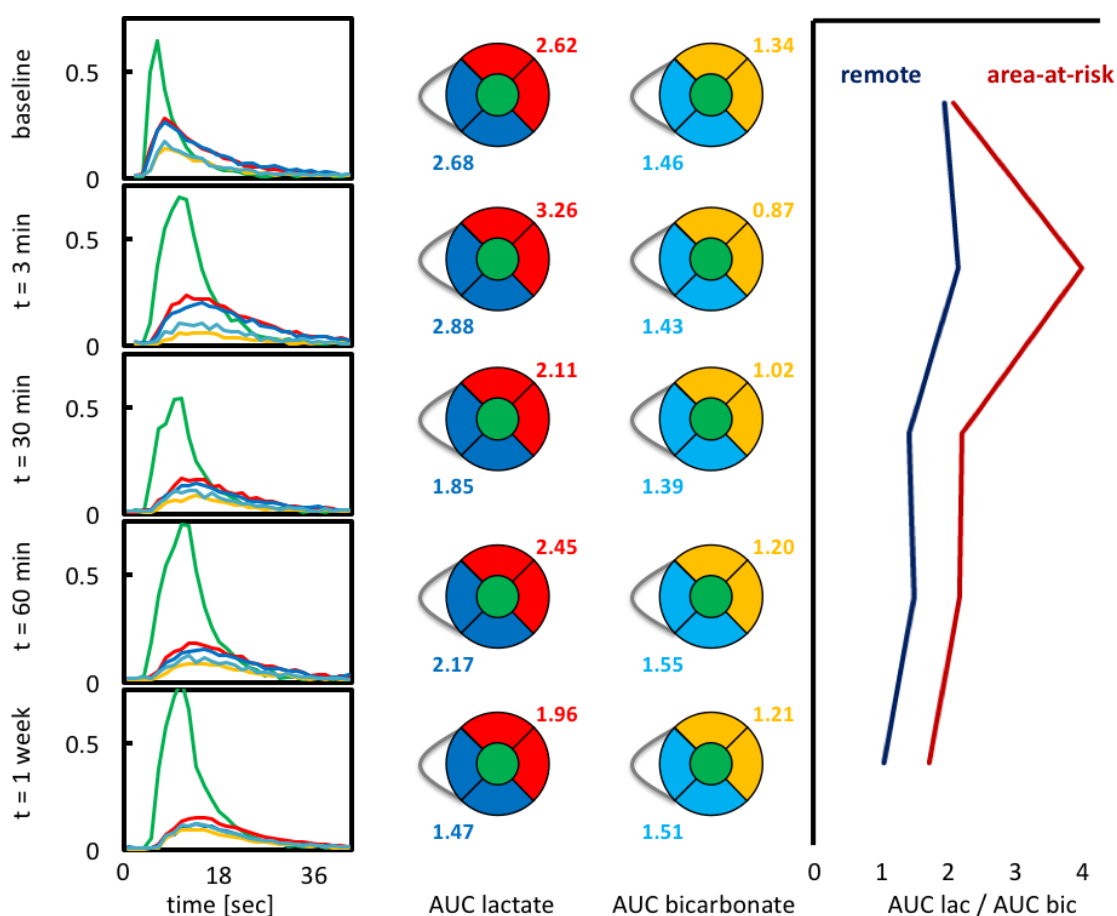 baseline
0.5
0
2.62
2.68
1.34
1.46
remote
area-at-risk
t = 3 min
0.5
0
3.26
2.88
0.87
1.43
t = 30 min
0.5
0
2.11
1.85
1.02
1.39
t = 60 min
0.5
0
2.45
2.17
1.20
1.55
t = 1 week
0.5
0
1.96
1.47
1.21
1.51
0 18 36
time [sec]
AUC lactate
AUC bicarbonate
0 1 2 3 4
AUC lac / AUC bic